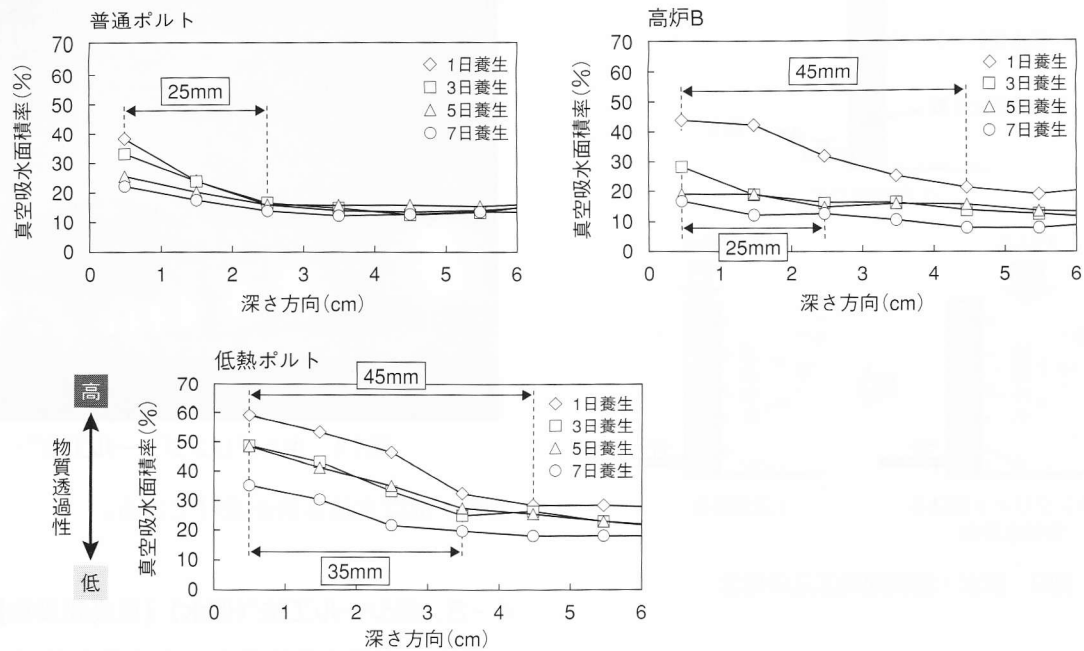 普通ポルト
真空吸水面積率(%)
70
60
50
40
30
20
10
0
25mm
1日養生
3日養生
5日養生
7日養生
0 1 2 3 4 5 6
深さ方向(cm)
高炉B
真空吸水面積率(%)
70
60
50
40
30
20
10
0
45mm
1日養生
3日養生
5日養生
7日養生
25mm
0 1 2 3 4 5 6
深さ方向(cm)
高
物質透過性
低
低熱ポルト
真空吸水面積率(%)
70
60
50
40
30
20
10
0
45mm
1日養生
3日養生
5日養生
7日養生
35mm
0 1 2 3 4 5 6
深さ方向(cm)